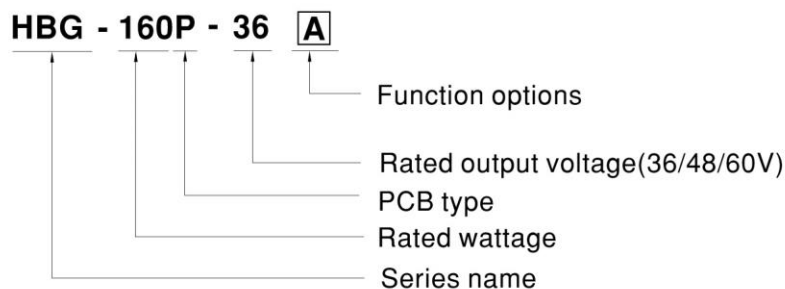 HBG - 160P - 36 A
Function options
Rated output voltage(36/48/60V)
PCB type
Rated wattage
Series name